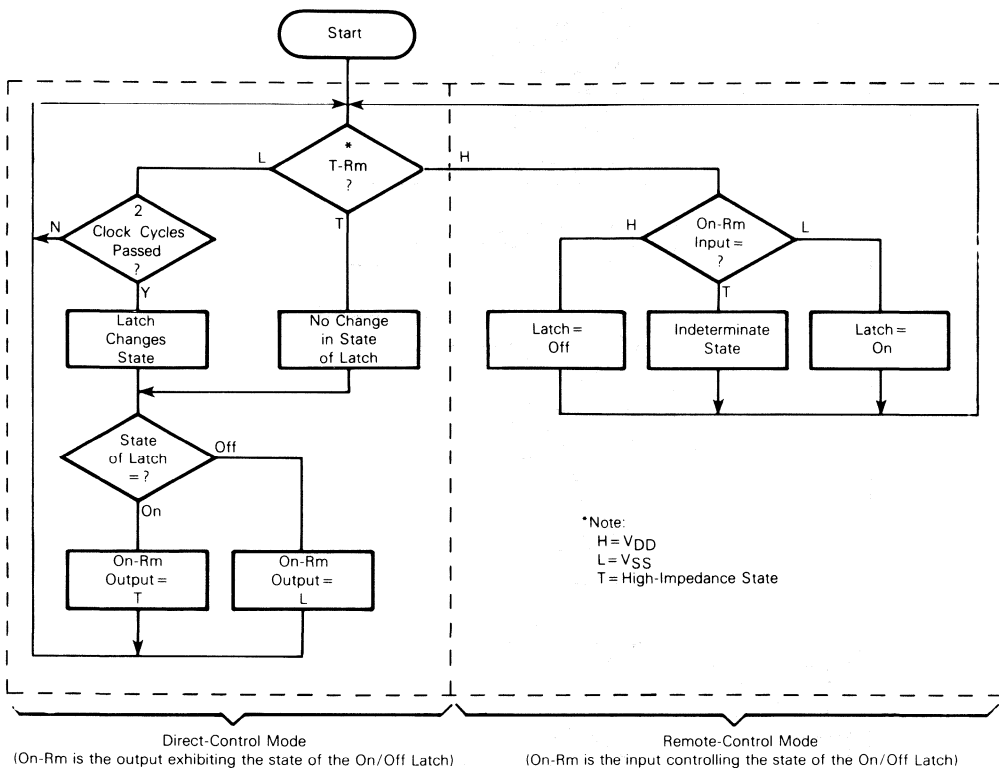 Start
*
T-Rm
?
L
H
T
2
Clock Cycles
Passed
?
N
Y
On-Rm
Input =
?
H
L
T
Latch
Changes
State
No Change
in State
of Latch
Latch =
Off
Indeterminate
State
Latch =
On
State
of Latch
= ?
Off
On
On-Rm
Output =
T
On-Rm
Output =
L
*Note:
H = VDD
L = VSS
T = High-Impedance State
Direct-Control Mode
(On-Rm is the output exhibiting the state of the On/Off Latch)
Remote-Control Mode
(On-Rm is the input controlling the state of the On/Off Latch)